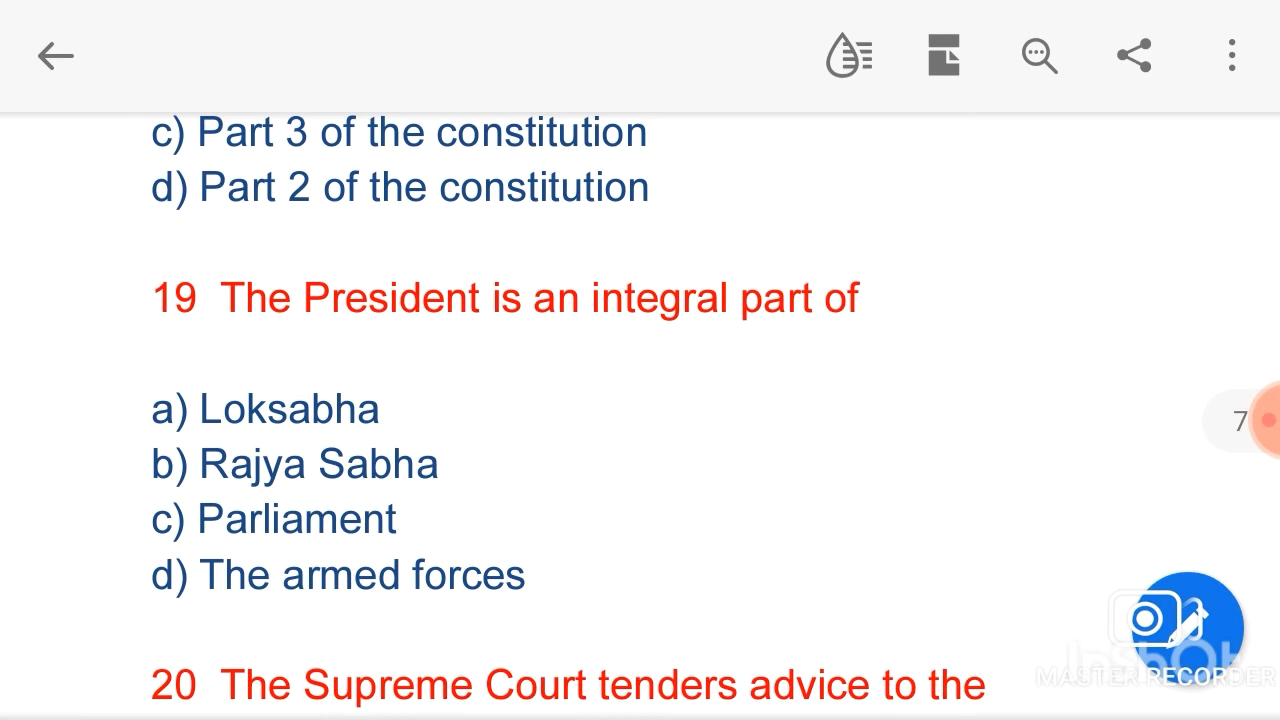 c) Part 3 of the constitution
d) Part 2 of the constitution
19 The President is an integral part of
a) Loksabha
b) Rajya Sabha
c) Parliament
7
d) The armed forces
InShOt
MASTER RECORDER
20 The Supreme Court tenders advice to the